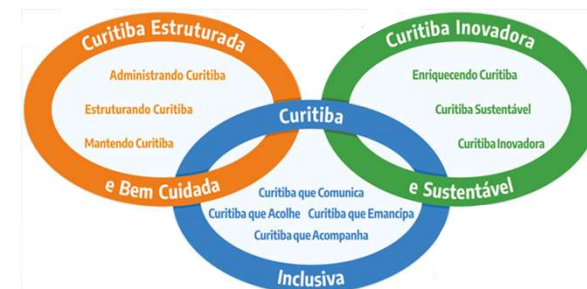 Curitiba Estruturada
Administrando Curitiba
Estruturando Curitiba
Mantendo Curitiba
e Bem Cuidada
Curitiba Inovadora
Enriquecendo Curitiba
Curitiba Sustentável
Curitiba Inovadora
e Sustentável
Curitiba
Curitiba que Comunica
Curitiba que Acolhe Curitiba que Emancipa
Curitiba que Acompanha
Inclusiva